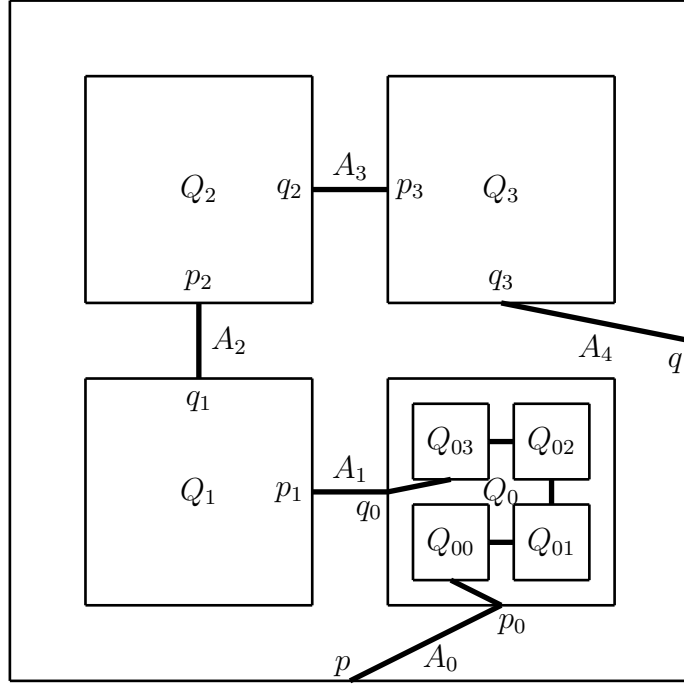 A₃
Q₂ q₂ p₃ Q₃
p₂ q₃
A₂ A₄
q
q₁
Q₀₃ Q₀₂
A₁
Q₁ p₁ q₀ Q₀
Q₀₀ Q₀₁
p₀
p A₀